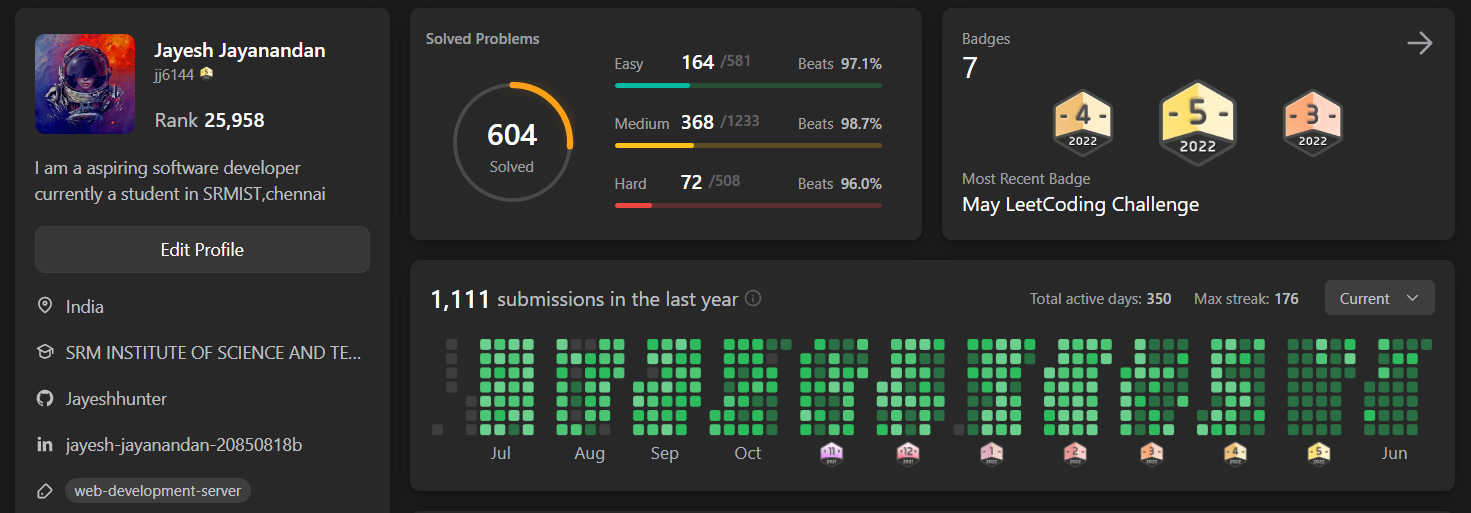 Jayesh Jayanandan
jj6144
Rank 25,958
I am a aspiring software developer
currently a student in SRMIST,chennai
Edit Profile
India
SRM INSTITUTE OF SCIENCE AND TE...
Jayeshhunter
jayesh-jayanandan-20850818b
web-development-server
Solved Problems
604
Solved
Easy 164 /581 Beats 97.1%
Medium 368 /1233 Beats 98.7%
Hard 72 /508 Beats 96.0%
Badges
7
4 5 3
2022 2022 2022
Most Recent Badge
May LeetCoding Challenge
1,111 submissions in the last year
Total active days: 350 Max streak: 176 Current
Jul Aug Sep Oct 11 12 1 2 3 4 5 Jun
2021 2021 2022 2022 2022 2022 2022